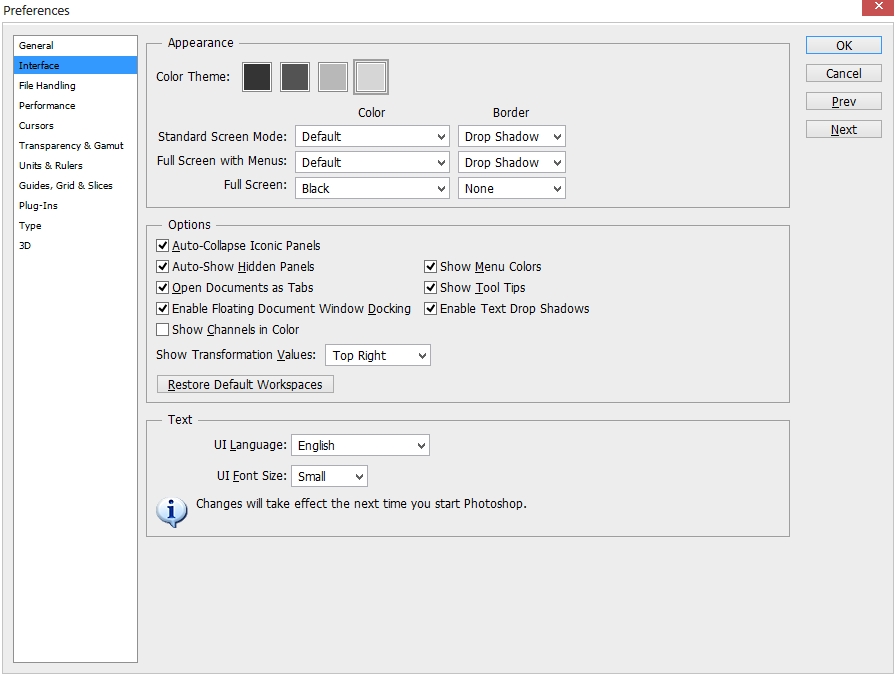 Preferences
General
Interface
File Handling
Performance
Cursors
Transparency & Gamut
Units & Rulers
Guides, Grid & Slices
Plug-Ins
Type
3D
Appearance
Color Theme:
Color Border
Standard Screen Mode: Default Drop Shadow
Full Screen with Menus: Default Drop Shadow
Full Screen: Black None
Options
Auto-Collapse Iconic Panels
Auto-Show Hidden Panels Show Menu Colors
Open Documents as Tabs Show Tool Tips
Enable Floating Document Window Docking Enable Text Drop Shadows
Show Channels in Color
Show Transformation Values: Top Right
Restore Default Workspaces
Text
UI Language: English
UI Font Size: Small
Changes will take effect the next time you start Photoshop.
OK
Cancel
Prev
Next